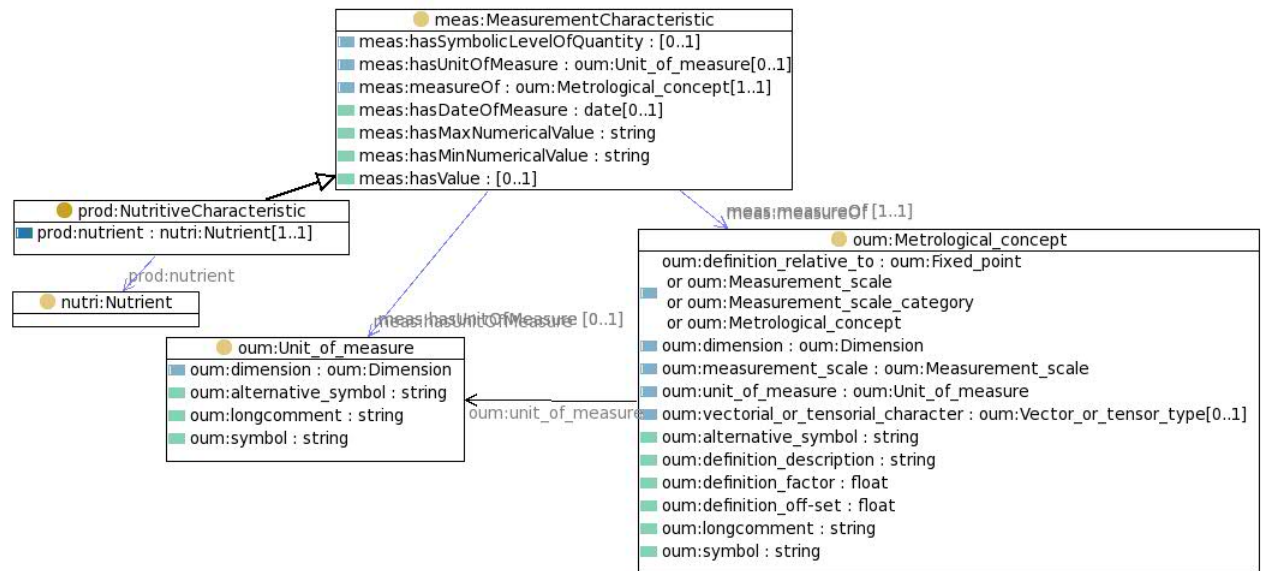 meas:MeasurementCharacteristic
meas:hasSymbolicLevelOfQuantity : [0..1]
meas:hasUnitOfMeasure : oum:Unit_of_measure[0..1]
meas:measureOf : oum:Metrological_concept[1..1]
meas:hasDateOfMeasure : date[0..1]
meas:hasMaxNumericalValue : string
meas:hasMinNumericalValue : string
meas:hasValue : [0..1]
prod:NutritiveCharacteristic
prod:nutrient : nutri:Nutrient[1..1]
prod:nutrient
nutri:Nutrient
meas:measureOf [1..1]
meas:measureOf
meas:hasUnitOfMeasure [0..1]
meas:hasUnitOfMeasure
oum:Unit_of_measure
oum:dimension : oum:Dimension
oum:alternative_symbol : string
oum:longcomment : string
oum:symbol : string
oum:unit_of_measure
oum:Metrological_concept
oum:definition_relative_to : oum:Fixed_point
or oum:Measurement_scale
or oum:Measurement_scale_category
or oum:Metrological_concept
oum:dimension : oum:Dimension
oum:measurement_scale : oum:Measurement_scale
oum:unit_of_measure : oum:Unit_of_measure
oum:vectorial_or_tensorial_character : oum:Vector_or_tensor_type[0..1]
oum:alternative_symbol : string
oum:definition_description : string
oum:definition_factor : float
oum:definition_off-set : float
oum:longcomment : string
oum:symbol : string